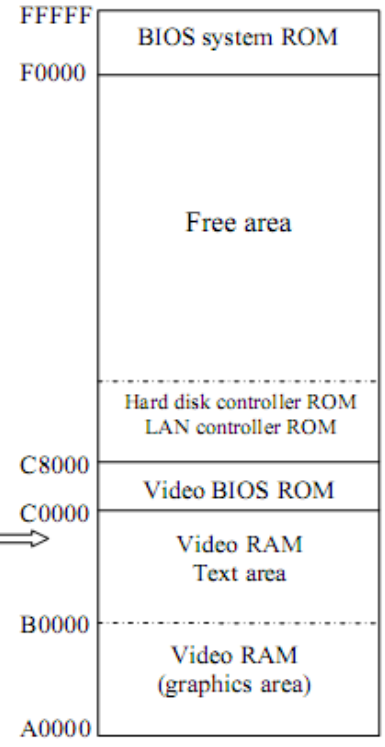 FFFFF
BIOS system ROM
F0000
Free area
Hard disk controller ROM
LAN controller ROM
C8000
Video BIOS ROM
C0000
Video RAM
Text area
B0000
Video RAM
(graphics area)
A0000